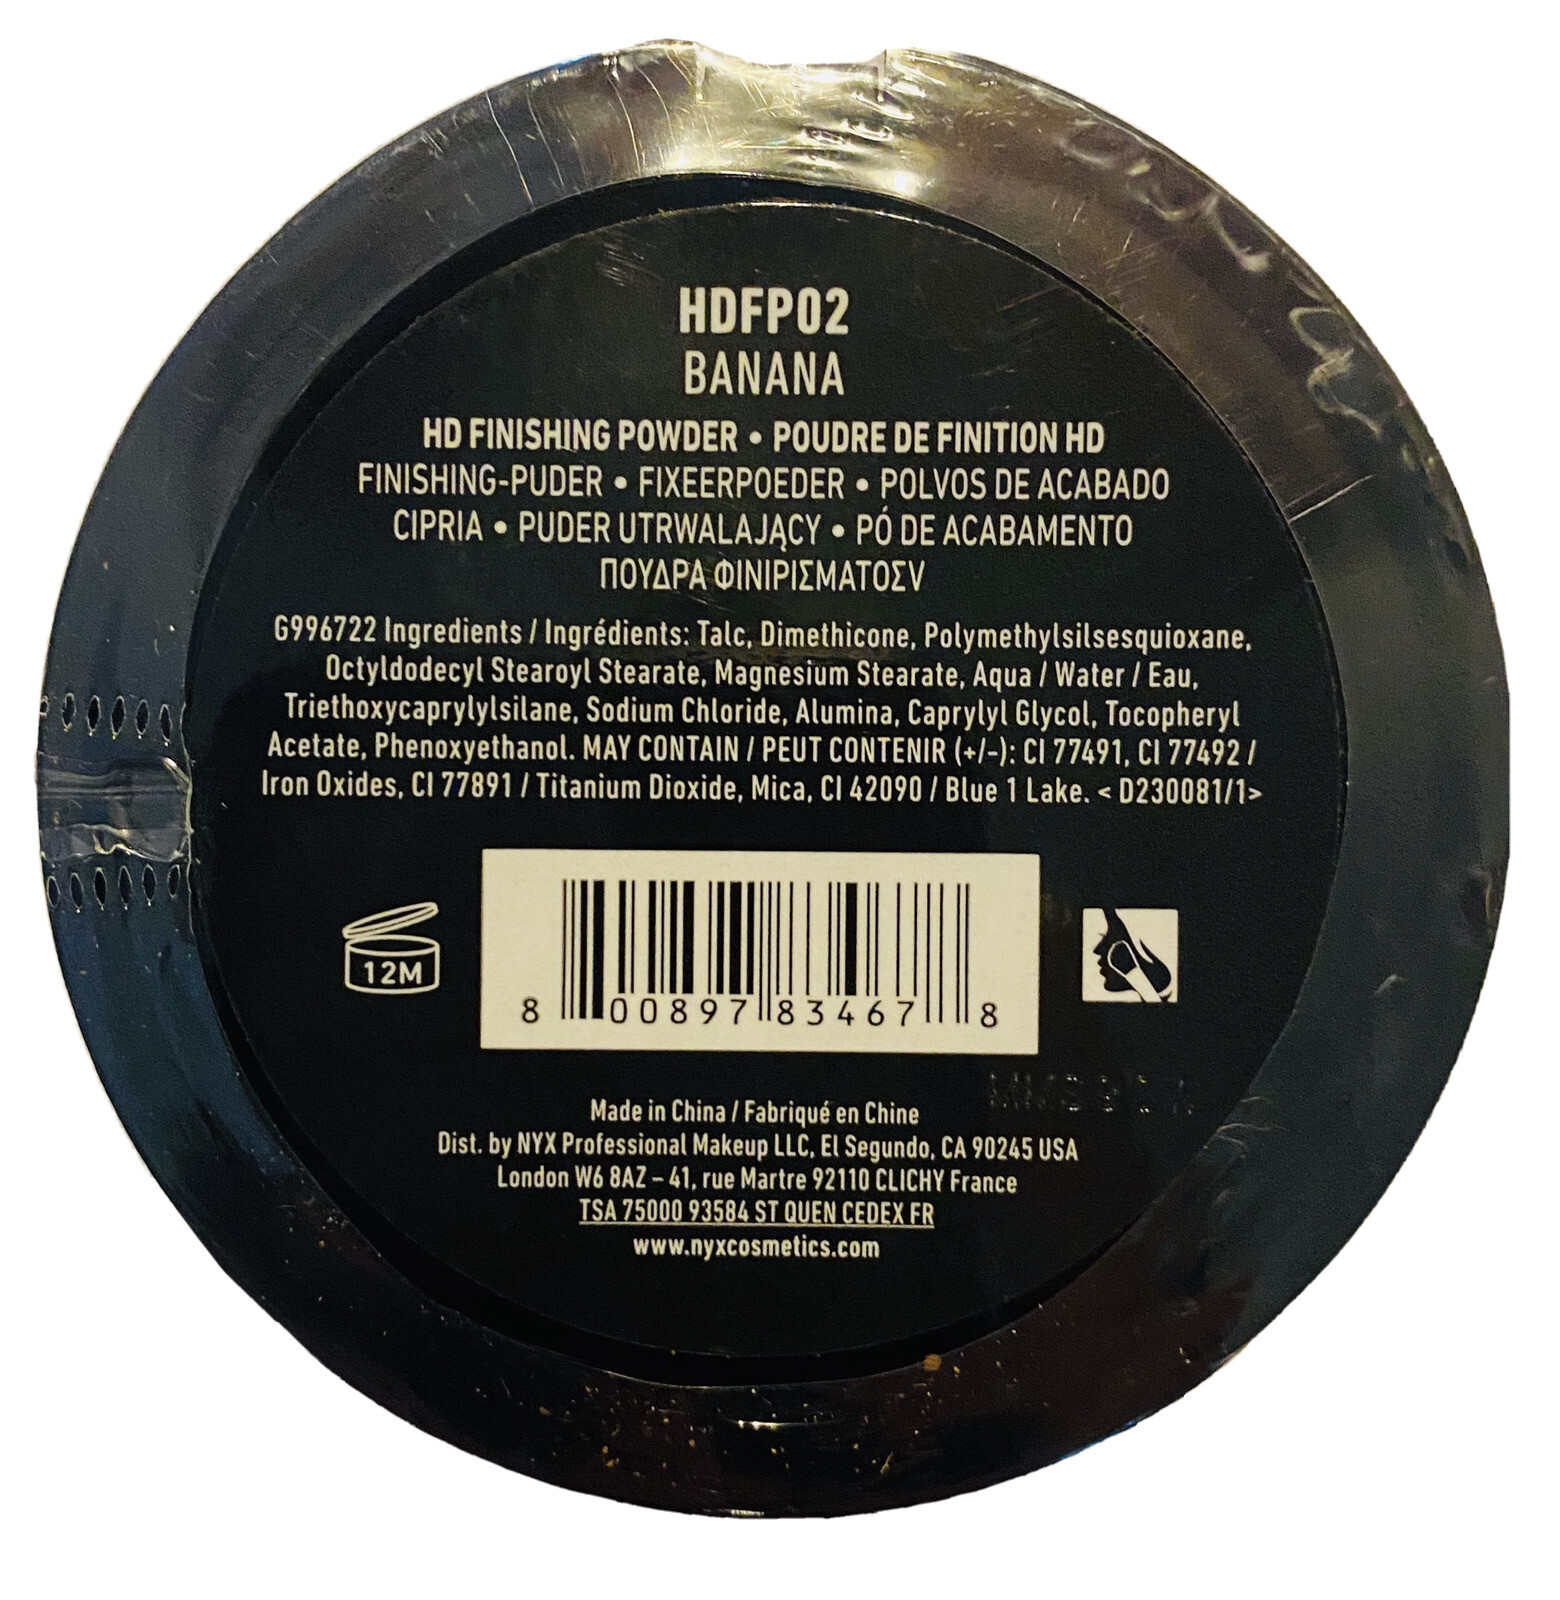 HDFP02
BANANA
HD FINISHING POWDER • POUDRE DE FINITION HD
FINISHING-PUDER • FIXEERPOEDER • POLVOS DE ACABADO
CIPRIA • PUDER UTRWALAJĄCY • PÓ DE ACABAMENTO
ΠΟΥΔΡΑ ΦΙΝΙΡΙΣΜΑΤΟΣV
G996722 Ingredients / Ingrédients: Talc, Dimethicone, Polymethylsilsesquioxane,
Octyldodecyl Stearoyl Stearate, Magnesium Stearate, Aqua / Water / Eau,
Triethoxycaprylylsilane, Sodium Chloride, Alumina, Caprylyl Glycol, Tocopheryl
Acetate, Phenoxyethanol. MAY CONTAIN / PEUT CONTENIR (+/-): CI 77491, CI 77492 /
Iron Oxides, CI 77891 / Titanium Dioxide, Mica, CI 42090 / Blue 1 Lake. < D230081/1>
12M
8 00897 83467 8
Made in China / Fabriqué en Chine
Dist. by NYX Professional Makeup LLC, El Segundo, CA 90245 USA
London W6 8AZ – 41, rue Martre 92110 CLICHY France
TSA 75000 93584 ST QUEN CEDEX FR
www.nyxcosmetics.com